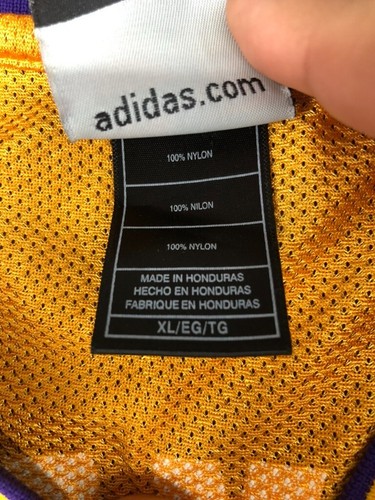 adidas.com
100% NYLON
100% NILON
100% NYLON
MADE IN HONDURAS
HECHO EN HONDURAS
FABRIQUE EN HONDURAS
XL/EG/TG